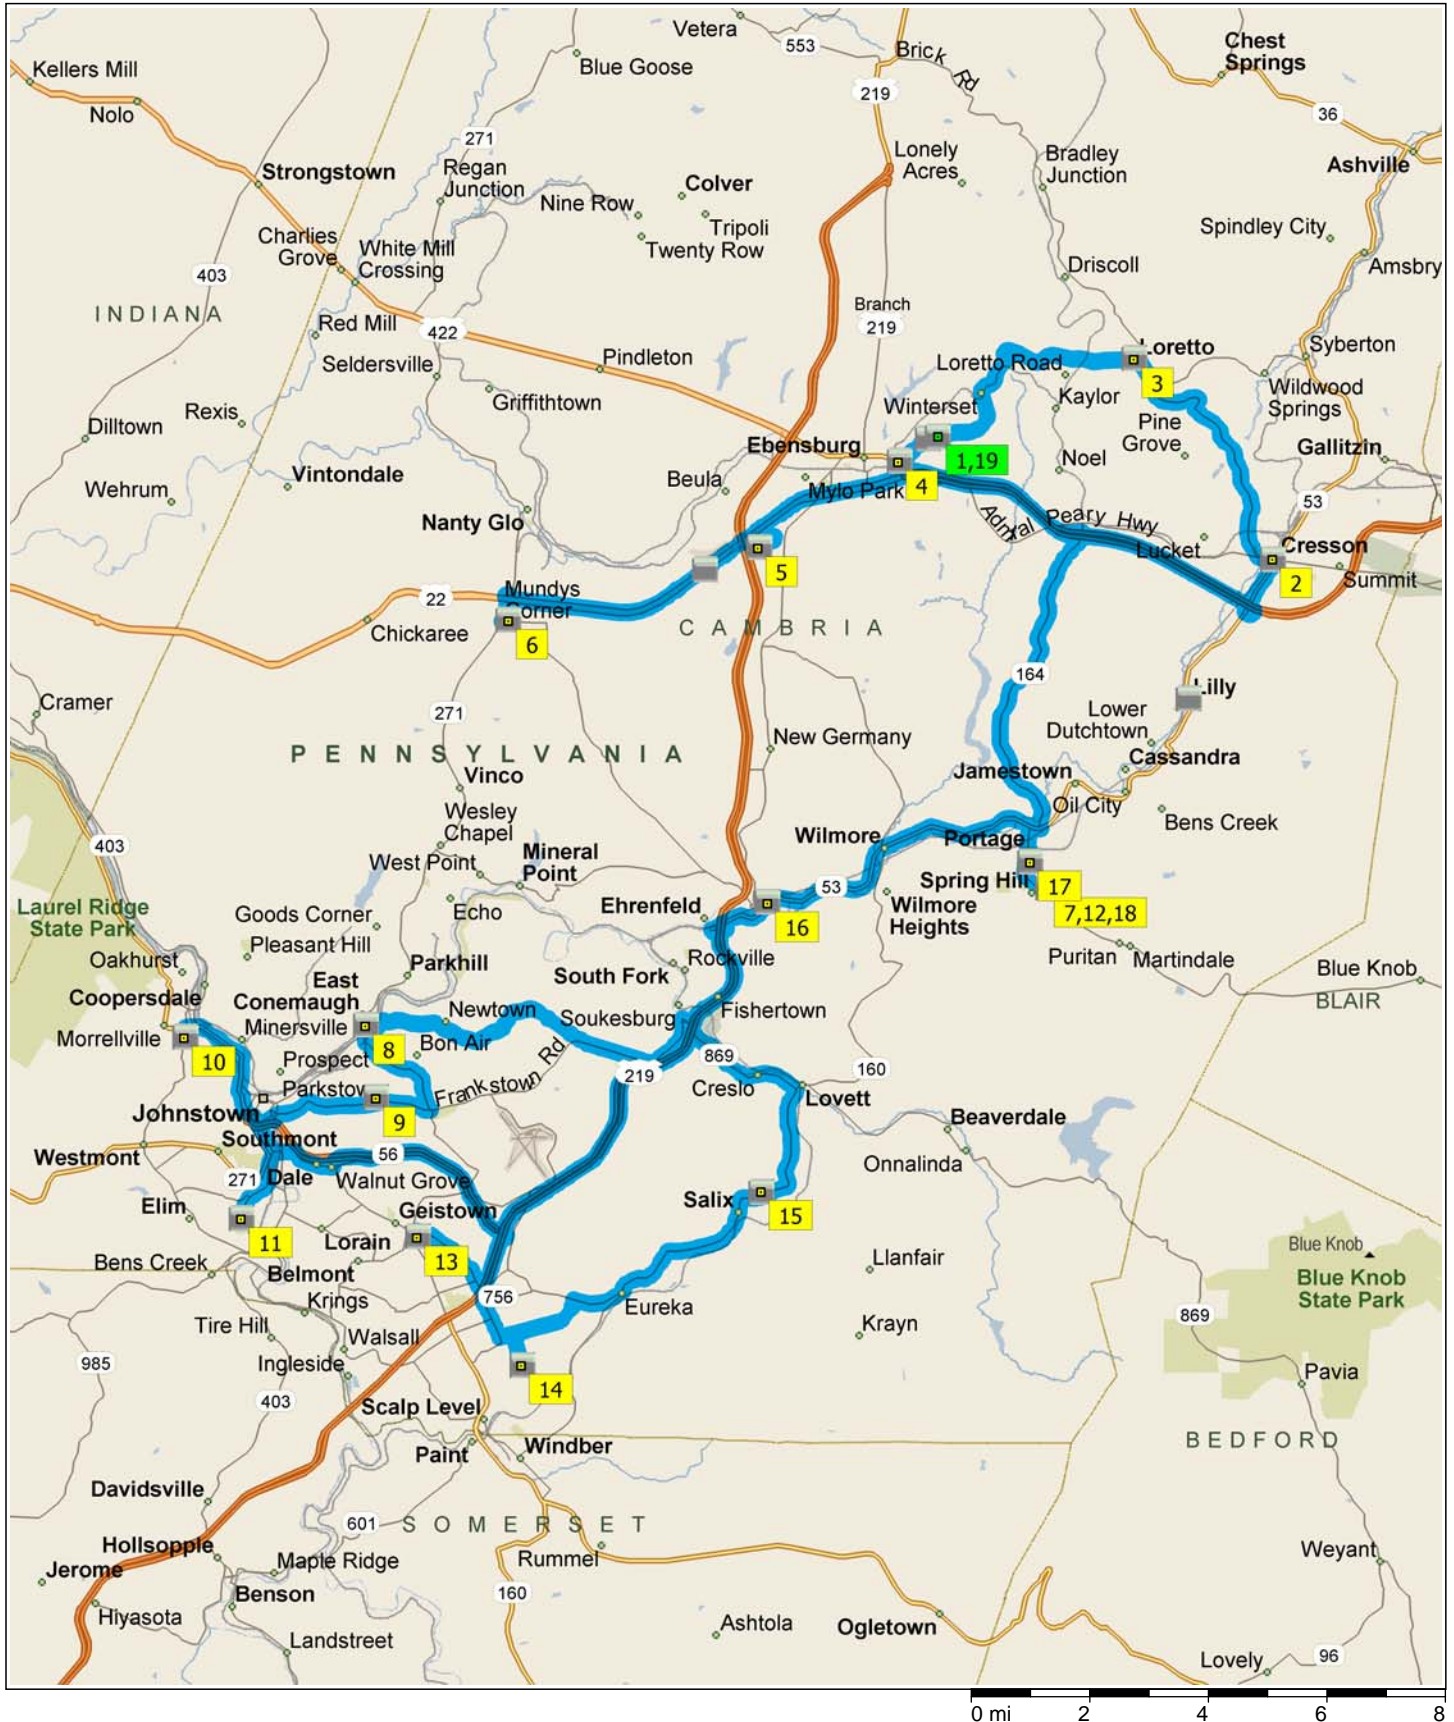 Vetera
553
Brick Rd
Chest
Springs
Kellers Mill
Blue Goose
Nolo
219
36
271
Lonely
Acres
Bradley
Junction
Ashville
Strongstown
Regan
Junction
Colver
Nine Row
Tripoli
Twenty Row
Spindley City
Charlies
Grove
White Mill
Crossing
Amsbry
403
Driscoll
INDIANA
Branch
219
Red Mill
422
Seldersville
Pindleton
Loretto
Syberton
Loretto Road
3
Wildwood
Springs
Griffithtown
Winterset
Kaylor
Rexis
Dilltown
Pine
Grove
Ebensburg
Gallitzin
1,19
Noel
Vintondale
Beula
Wehrum
Mylo Park
4
53
Nanty Glo
Admral Peary Hwy
Lucket
Cresson
5
2
Summit
Mundys
Corner
22
Chickaree
CAMBRIA
6
164
Lilly
Cramer
271
Lower
Dutchtown
New Germany
PENNSYLVANIA
Cassandra
Vinco
Jamestown
Oil City
Wesley
Chapel
Bens Creek
Wilmore
Portage
403
West Point
Mineral
Point
Spring Hill
53
17
Laurel Ridge
State Park
Goods Corner
Echo
Ehrenfeld
Wilmore
Heights
7,12,18
16
Pleasant Hill
Oakhurst
Parkhill
Rockville
Puritan
Martindale
South Fork
Blue Knob
East
Conemaugh
Coopersdale
BLAIR
Newtown
Soukesburg
Fishertown
Minersville
Morrellville
Bon Air
8
10
Prospect
869
Frankstown Rd
219
160
Creslo
Parkstow
Lovett
Johnstown
9
Beaverdale
Southmont
Westmont
56
Onnalinda
271
Dale
Walnut Grove
Salix
Elim
Geistown
15
11
Lorain
13
Bens Creek
Llanfair
Blue Knob
Belmont
Blue Knob
State Park
756
Krings
Eureka
Tire Hill
Krayn
869
Walsall
985
Ingleside
Pavia
14
403
Scalp Level
Paint
Windber
BEDFORD
Davidsville
601
SOMERSET
Hollsopple
Maple Ridge
Rummel
Weyant
Jerome
Benson
160
Hiyasota
Ashtola
Ogletown
Landstreet
Lovely
96
0 mi 2 4 6 8